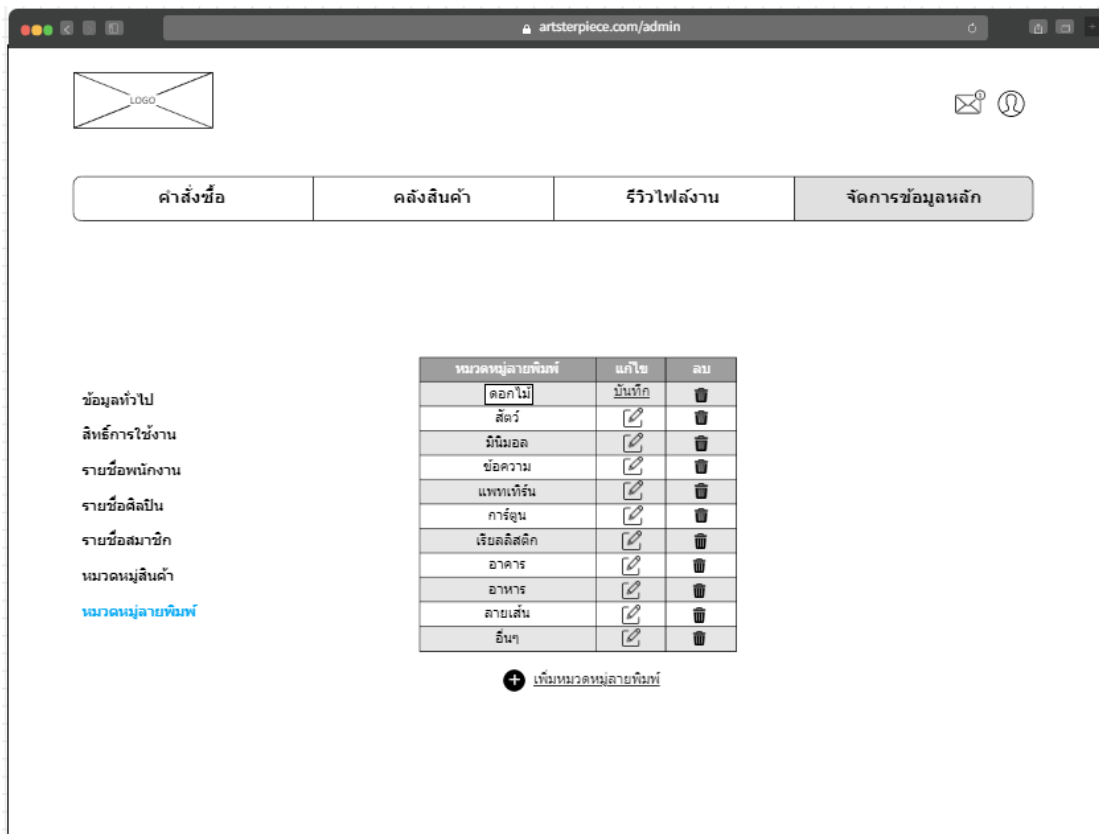 artsterpiece.com/admin
LOGO
1
คำสั่งซื้อ คลังสินค้า รีวิวไฟล์งาน จัดการข้อมูลหลัก
ข้อมูลทั่วไป
สิทธิ์การใช้งาน
รายชื่อพนักงาน
รายชื่อศิลปิน
รายชื่อสมาชิก
หมวดหมู่สินค้า
หมวดหมู่ลายพิมพ์
หมวดหมู่ลายพิมพ์ แก้ไข ลบ
ดอกไม้ บันทึก
สัตว์
มินิมอล
ข้อความ
แพทเทิร์น
การ์ตูน
เรียลลิสติก
อาคาร
อาหาร
ลายเส้น
อื่นๆ
เพิ่มหมวดหมู่ลายพิมพ์